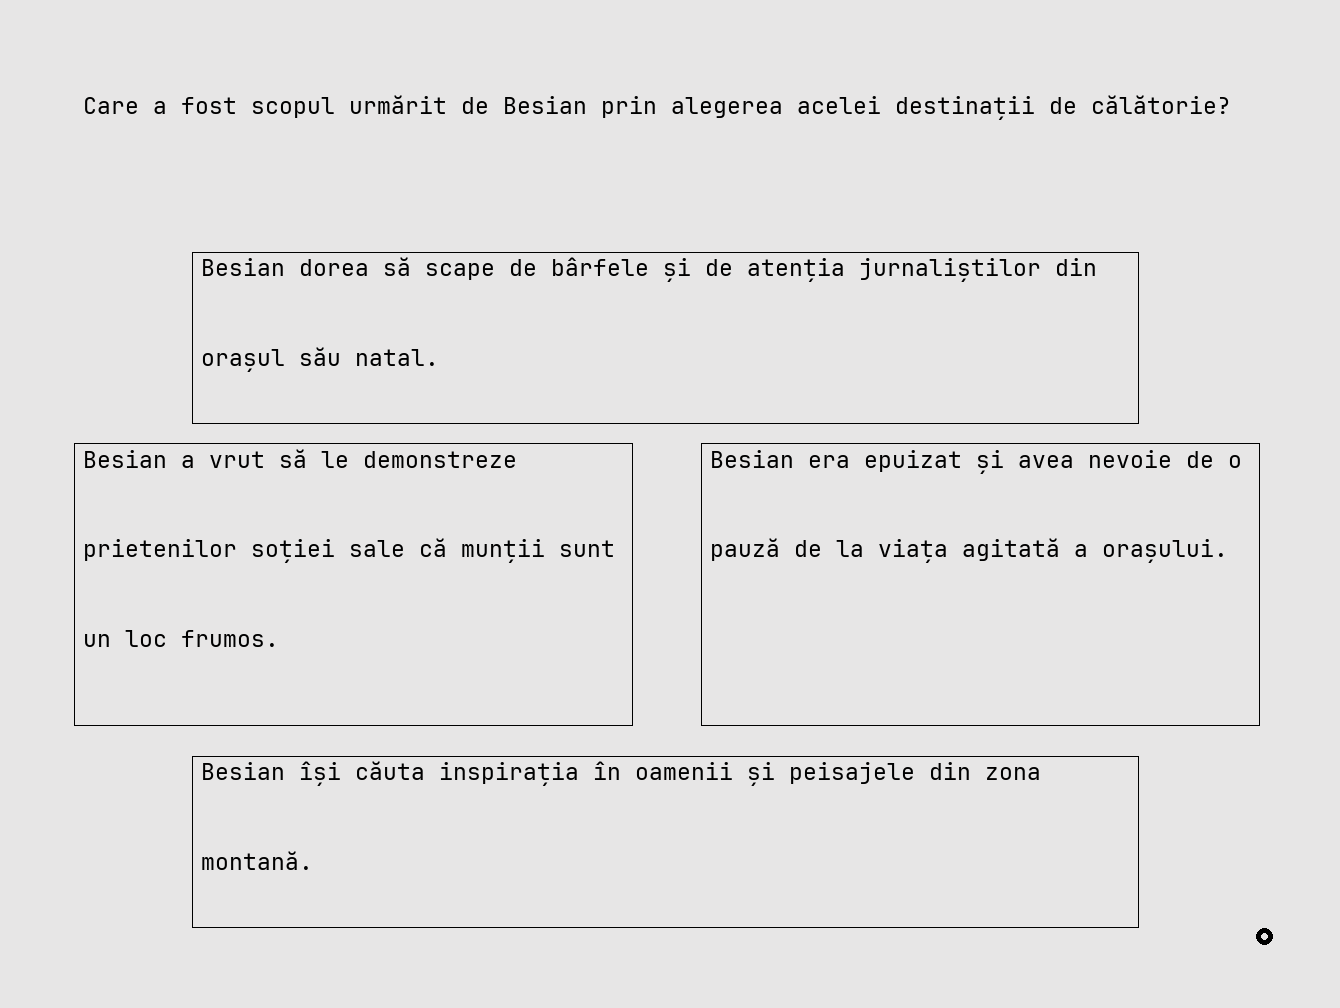 Care a fost scopul urmărit de Besian prin alegerea acelei destinații de călătorie?
Besian dorea să scape de bârfele și de atenția jurnaliștilor din
orașul său natal.
Besian a vrut să le demonstreze
prietenilor soției sale că munții sunt
un loc frumos.
Besian era epuizat și avea nevoie de o
pauză de la viața agitată a orașului.
Besian își căuta inspirația în oamenii și peisajele din zona
montană.